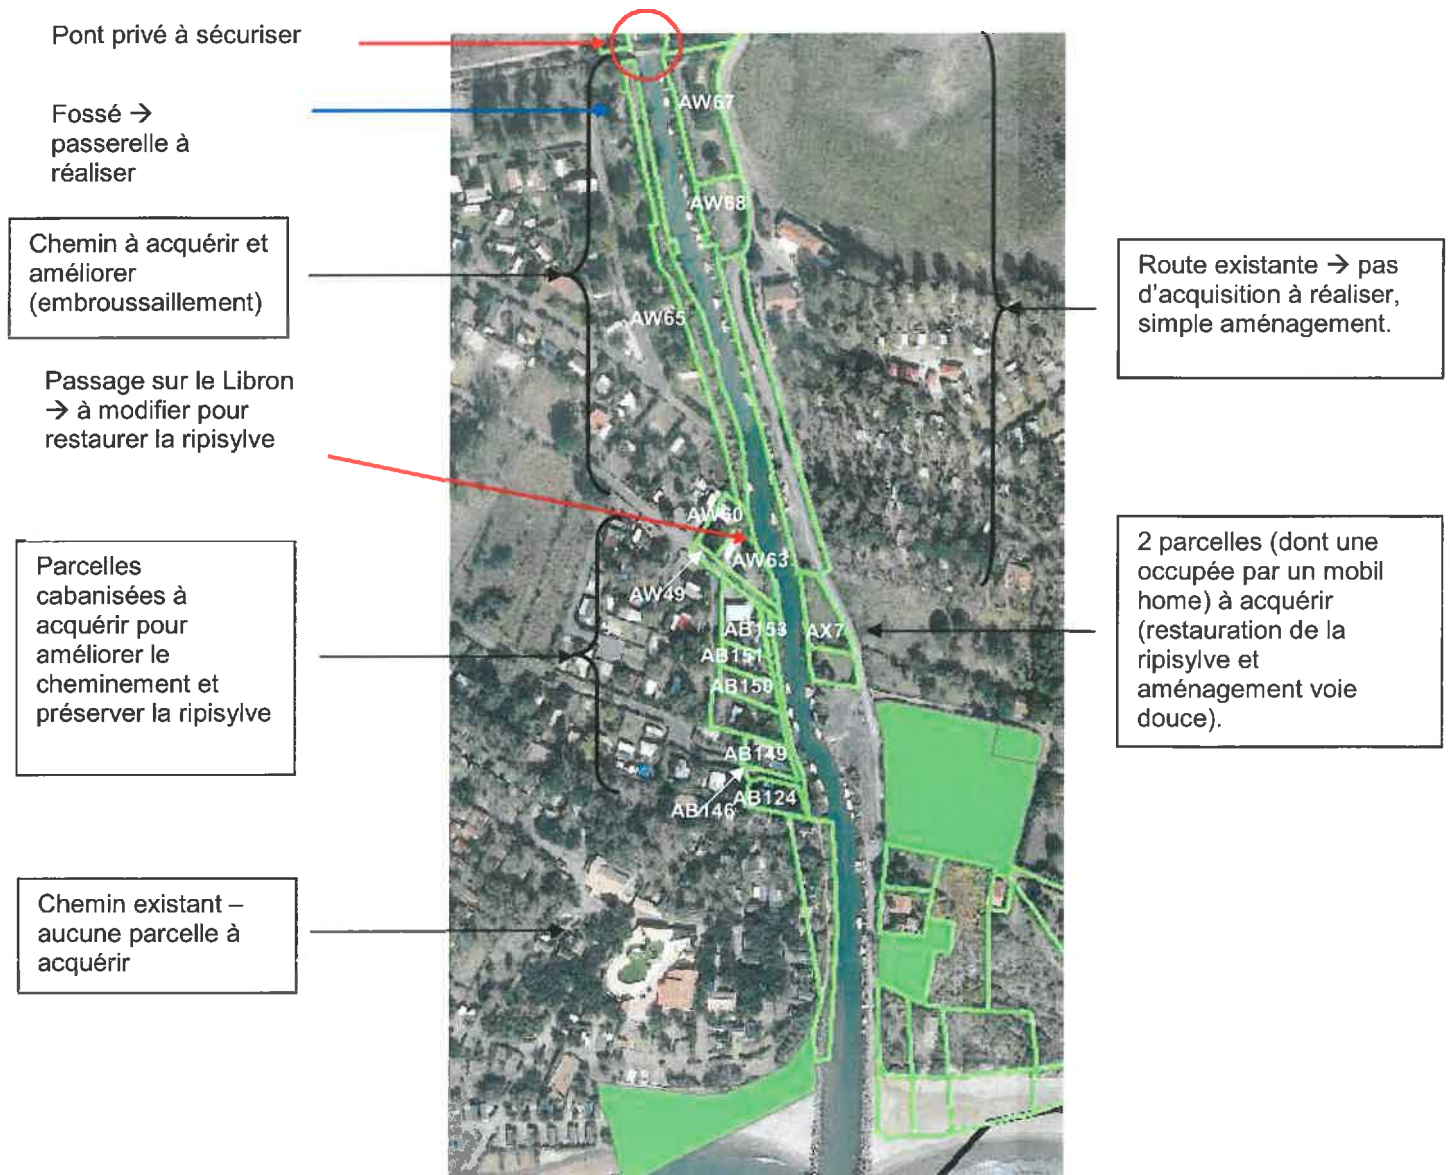 Pont privé à sécuriser
Fossé →
passerelle à
réaliser
Chemin à acquérir et
améliorer
(embroussaillement)
Passage sur le Libron
→ à modifier pour
restaurer la ripisylve
Parcelles
cabanisées à
acquérir pour
améliorer le
cheminement et
préserver la ripisylve
Chemin existant –
aucune parcelle à
acquérir
AW67
AW68
AW65
AW60
AW63
AW49
AB153
AX7
AB151
AB150
AB149
AB124
AB146
Route existante → pas
d'acquisition à réaliser,
simple aménagement.
2 parcelles (dont une
occupée par un mobil
home) à acquérir
(restauration de la
ripisylve et
aménagement voie
douce).